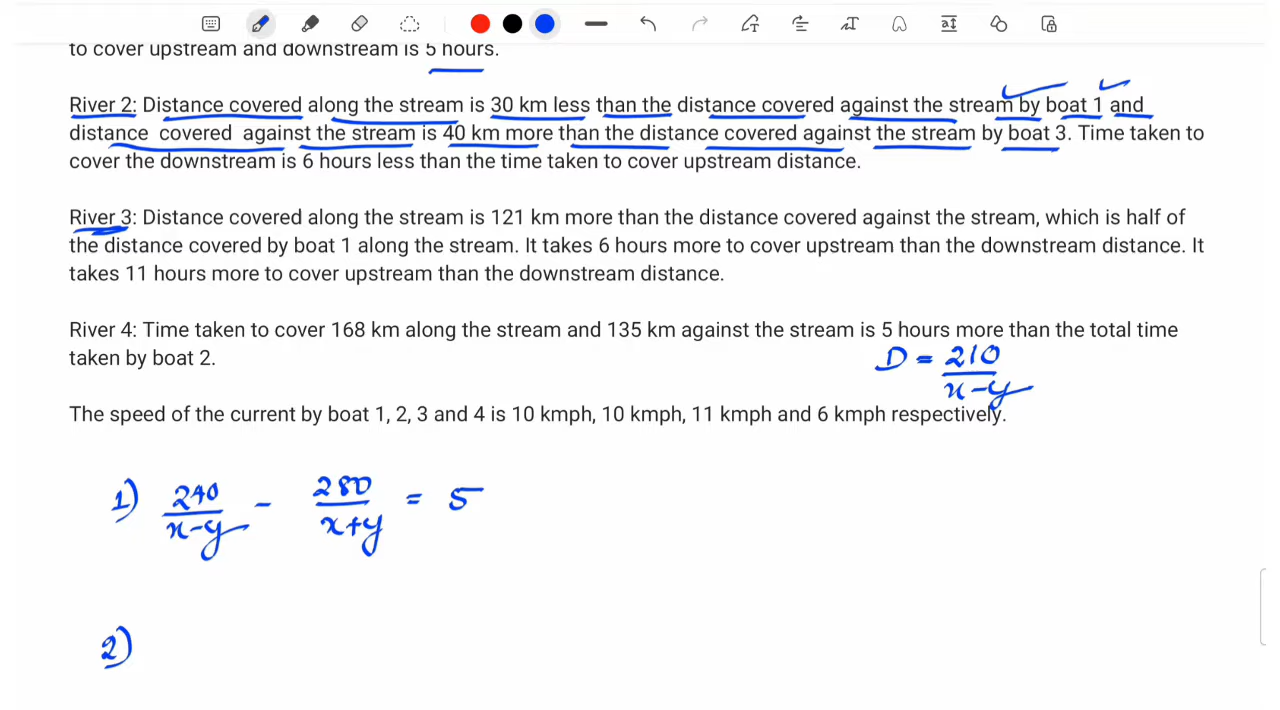 to cover upstream and downstream is 5 hours.
River 2: Distance covered along the stream is 30 km less than the distance covered against the stream by boat 1 and
distance covered against the stream is 40 km more than the distance covered against the stream by boat 3. Time taken to
cover the downstream is 6 hours less than the time taken to cover upstream distance.
River 3: Distance covered along the stream is 121 km more than the distance covered against the stream, which is half of
the distance covered by boat 1 along the stream. It takes 6 hours more to cover upstream than the downstream distance. It
takes 11 hours more to cover upstream than the downstream distance.
River 4: Time taken to cover 168 km along the stream and 135 km against the stream is 5 hours more than the total time
taken by boat 2.
D = 210 / x-y
The speed of the current by boat 1, 2, 3 and 4 is 10 kmph, 10 kmph, 11 kmph and 6 kmph respectively.
1) 240 / x-y - 280 / x+y = 5
2)